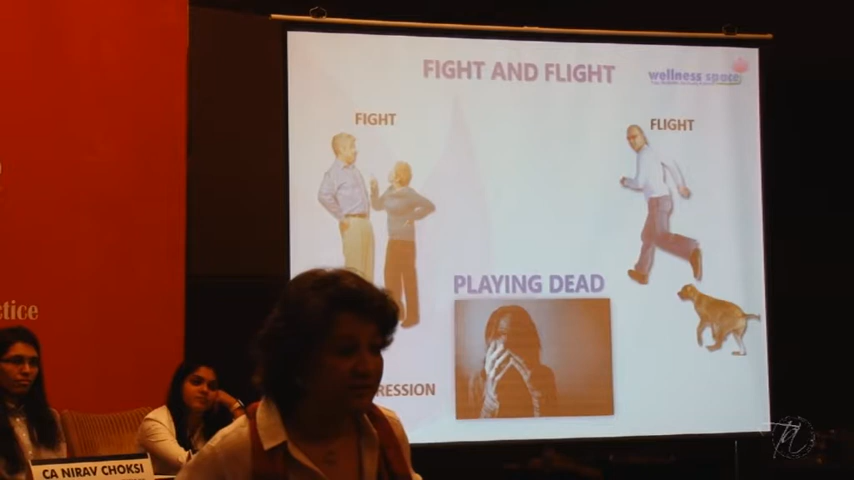 FIGHT AND FLIGHT
wellness space
FIGHT
FLIGHT
PLAYING DEAD
RESSION
ctice
CA NIRAV CHOKSI